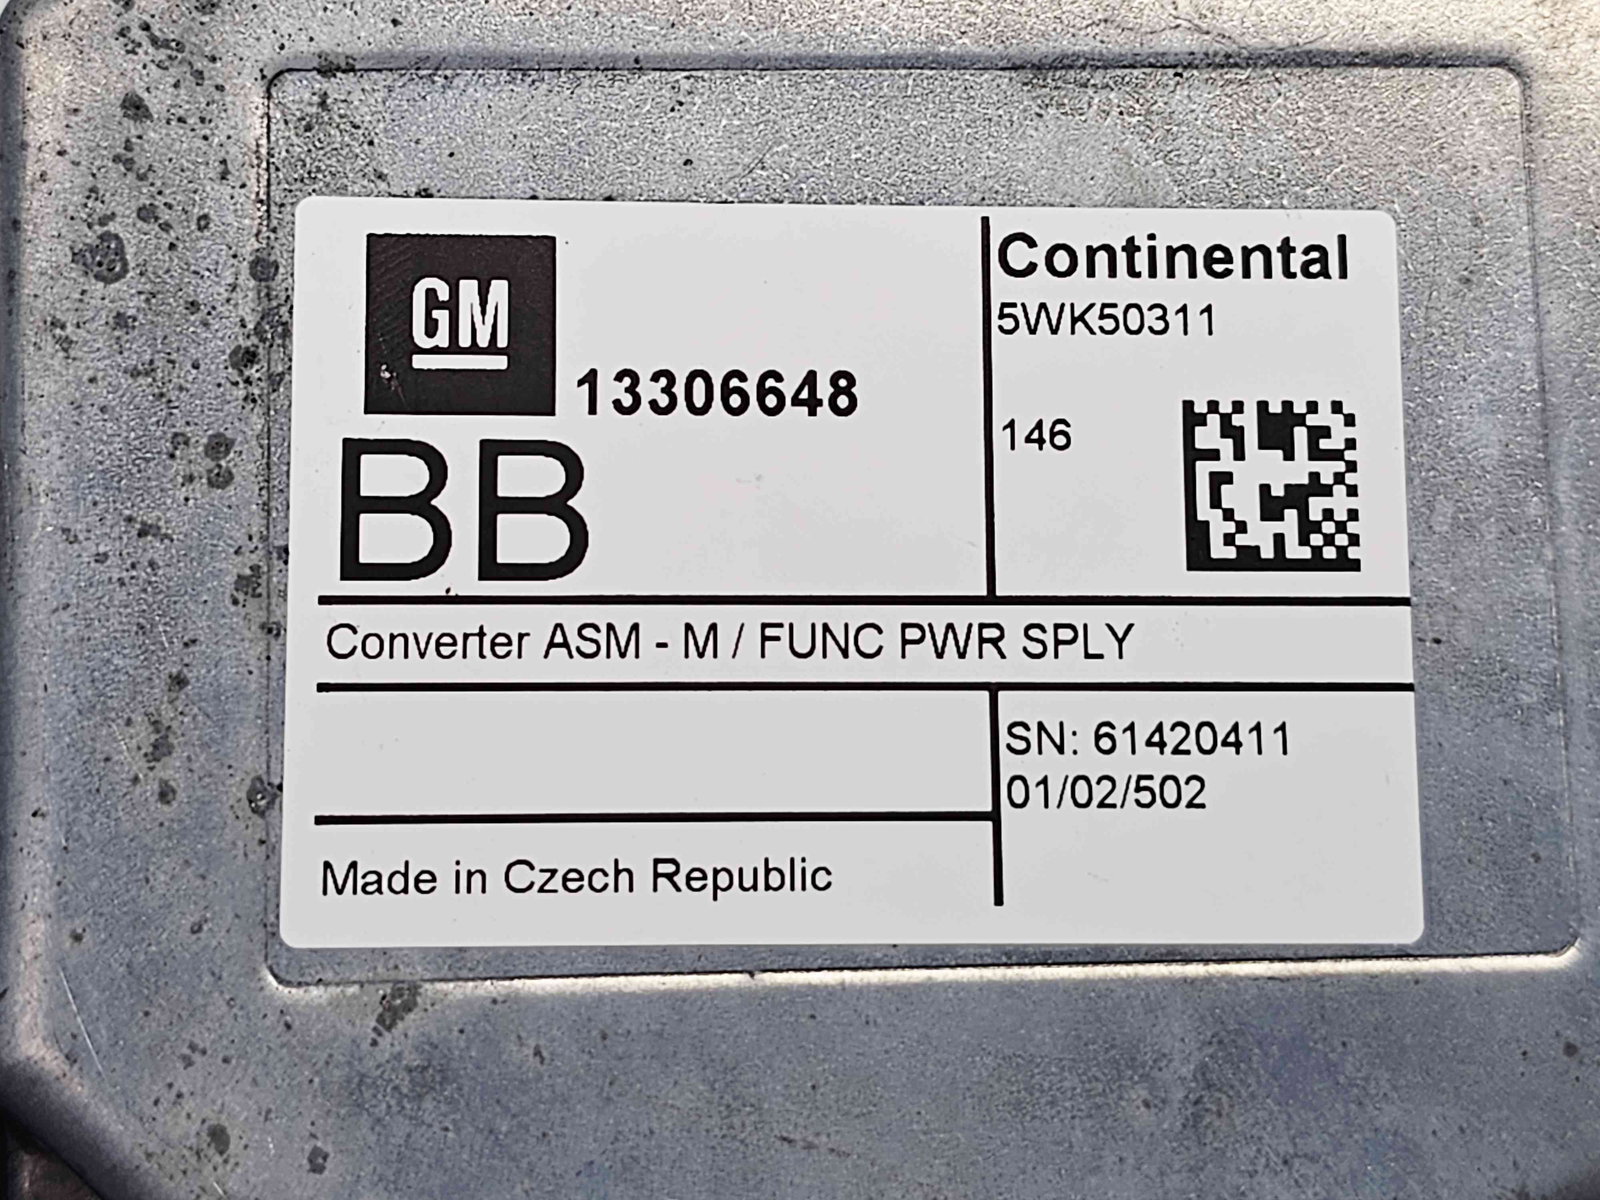 GM
13306648
BB
Continental
5WK50311
146
Converter ASM - M / FUNC PWR SPLY
SN: 61420411
01/02/502
Made in Czech Republic